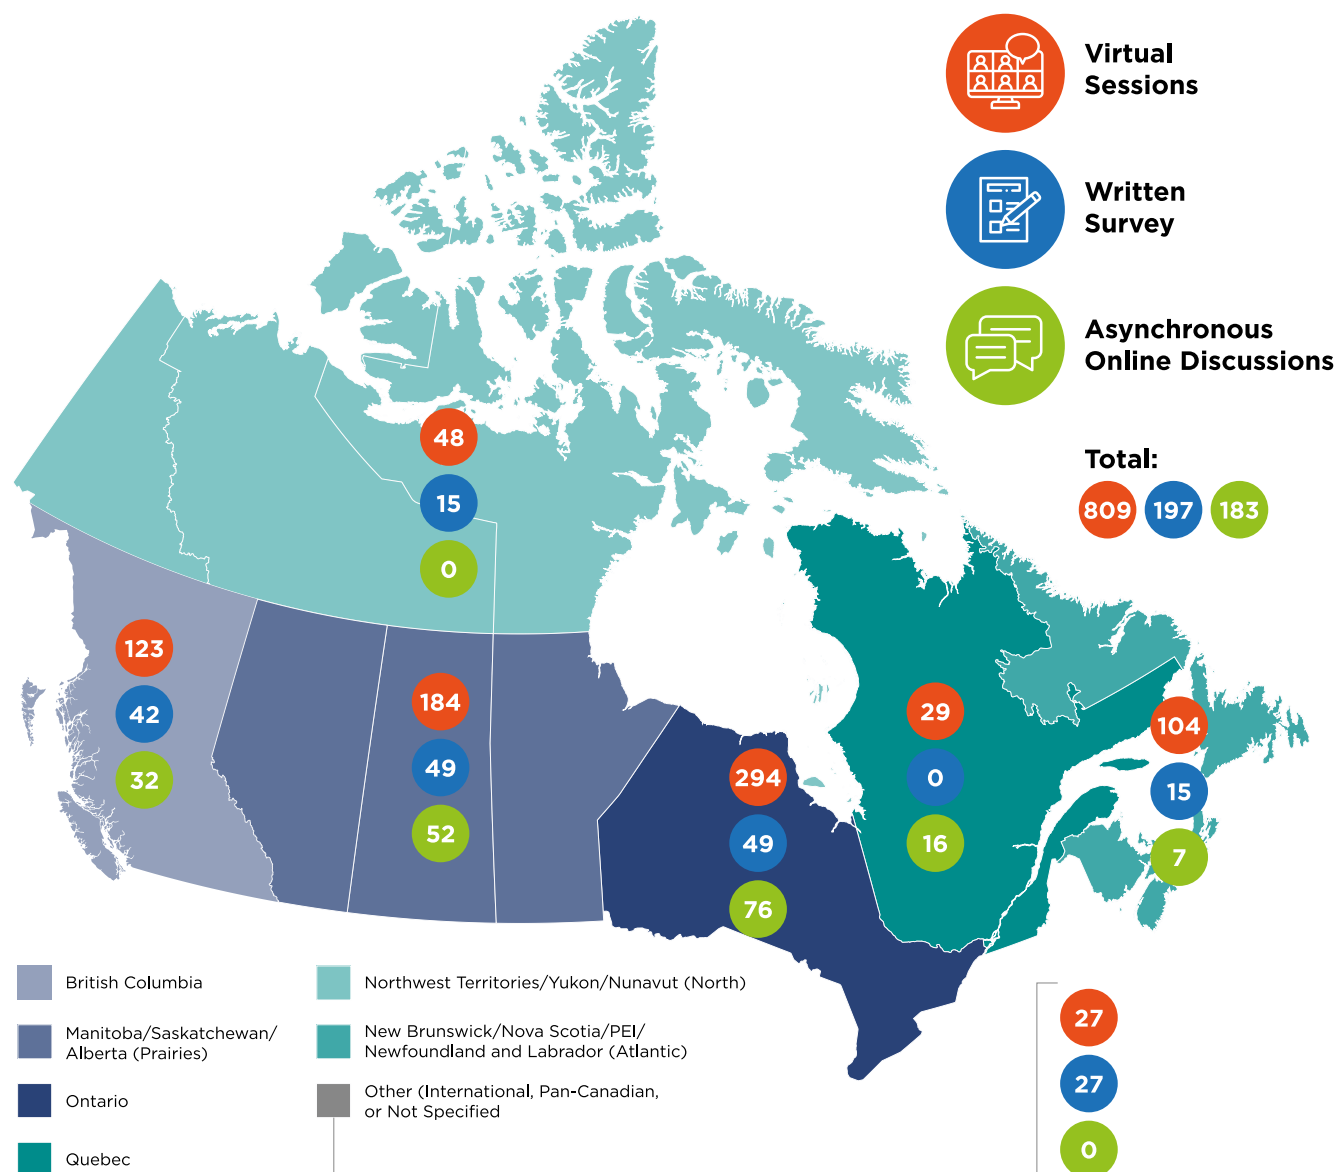 Virtual
Sessions
Written
Survey
Asynchronous
Online Discussions
Total:
809 197 183
48
15
0
123
42
32
184
49
52
294
49
76
29
0
16
104
15
7
British Columbia
Manitoba/Saskatchewan/
Alberta (Prairies)
Ontario
Quebec
Northwest Territories/Yukon/Nunavut (North)
New Brunswick/Nova Scotia/PEI/
Newfoundland and Labrador (Atlantic)
Other (International, Pan-Canadian,
or Not Specified
27
27
0